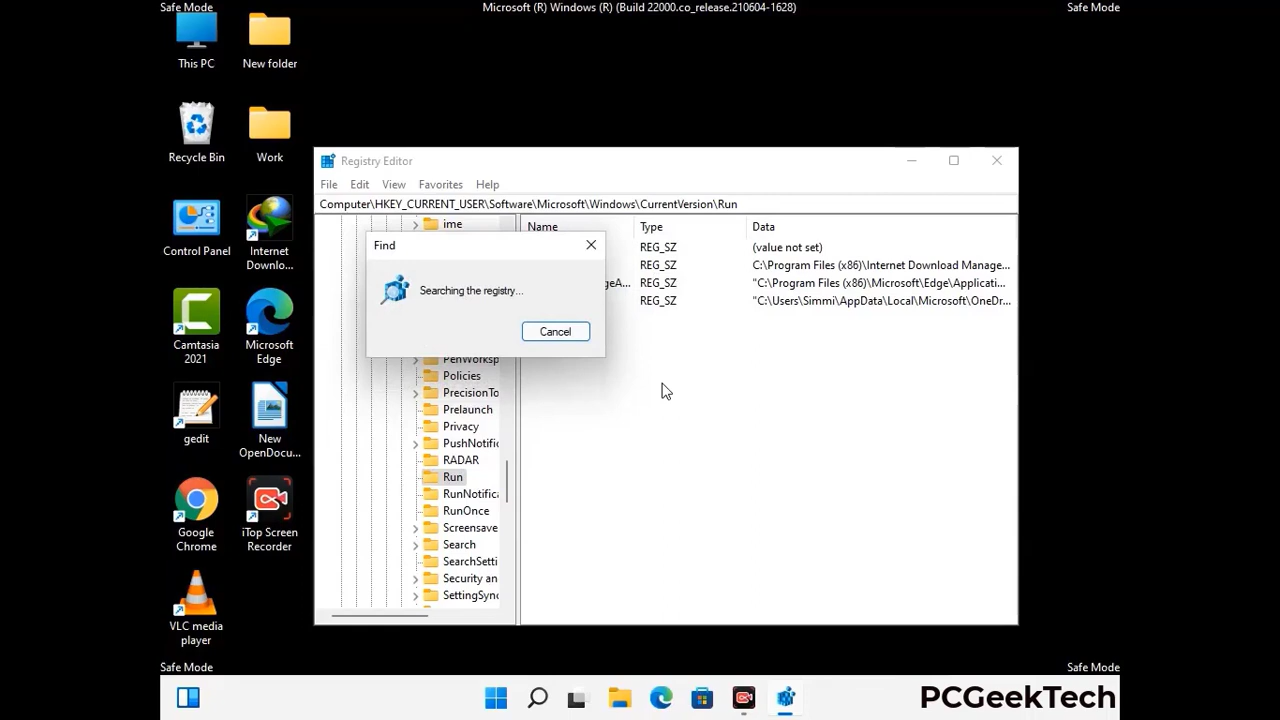 Safe Mode
Microsoft (R) Windows (R) (Build 22000.co_release.210604-1628)
Safe Mode
This PC
New folder
Recycle Bin
Work
Control Panel
Internet
Downlo...
Camtasia
2021
Microsoft
Edge
gedit
New
OpenDocu...
Google
Chrome
iTop Screen
Recorder
VLC media
player
Registry Editor
File Edit View Favorites Help
Computer\HKEY_CURRENT_USER\Software\Microsoft\Windows\CurrentVersion\Run
ime
PenWorksp
Policies
PrecisionTo
Prelaunch
Privacy
PushNotific
RADAR
Run
RunNotifica
RunOnce
Screensave
Search
SearchSetti
Security an
SettingSync
Name Type Data
REG_SZ (value not set)
REG_SZ C:\Program Files (x86)\Internet Download Manage...
geA... REG_SZ "C:\Program Files (x86)\Microsoft\Edge\Applicati...
REG_SZ "C:\Users\Simmi\AppData\Local\Microsoft\OneDr...
Find
Searching the registry...
Cancel
Safe Mode
Safe Mode
PCGeekTech